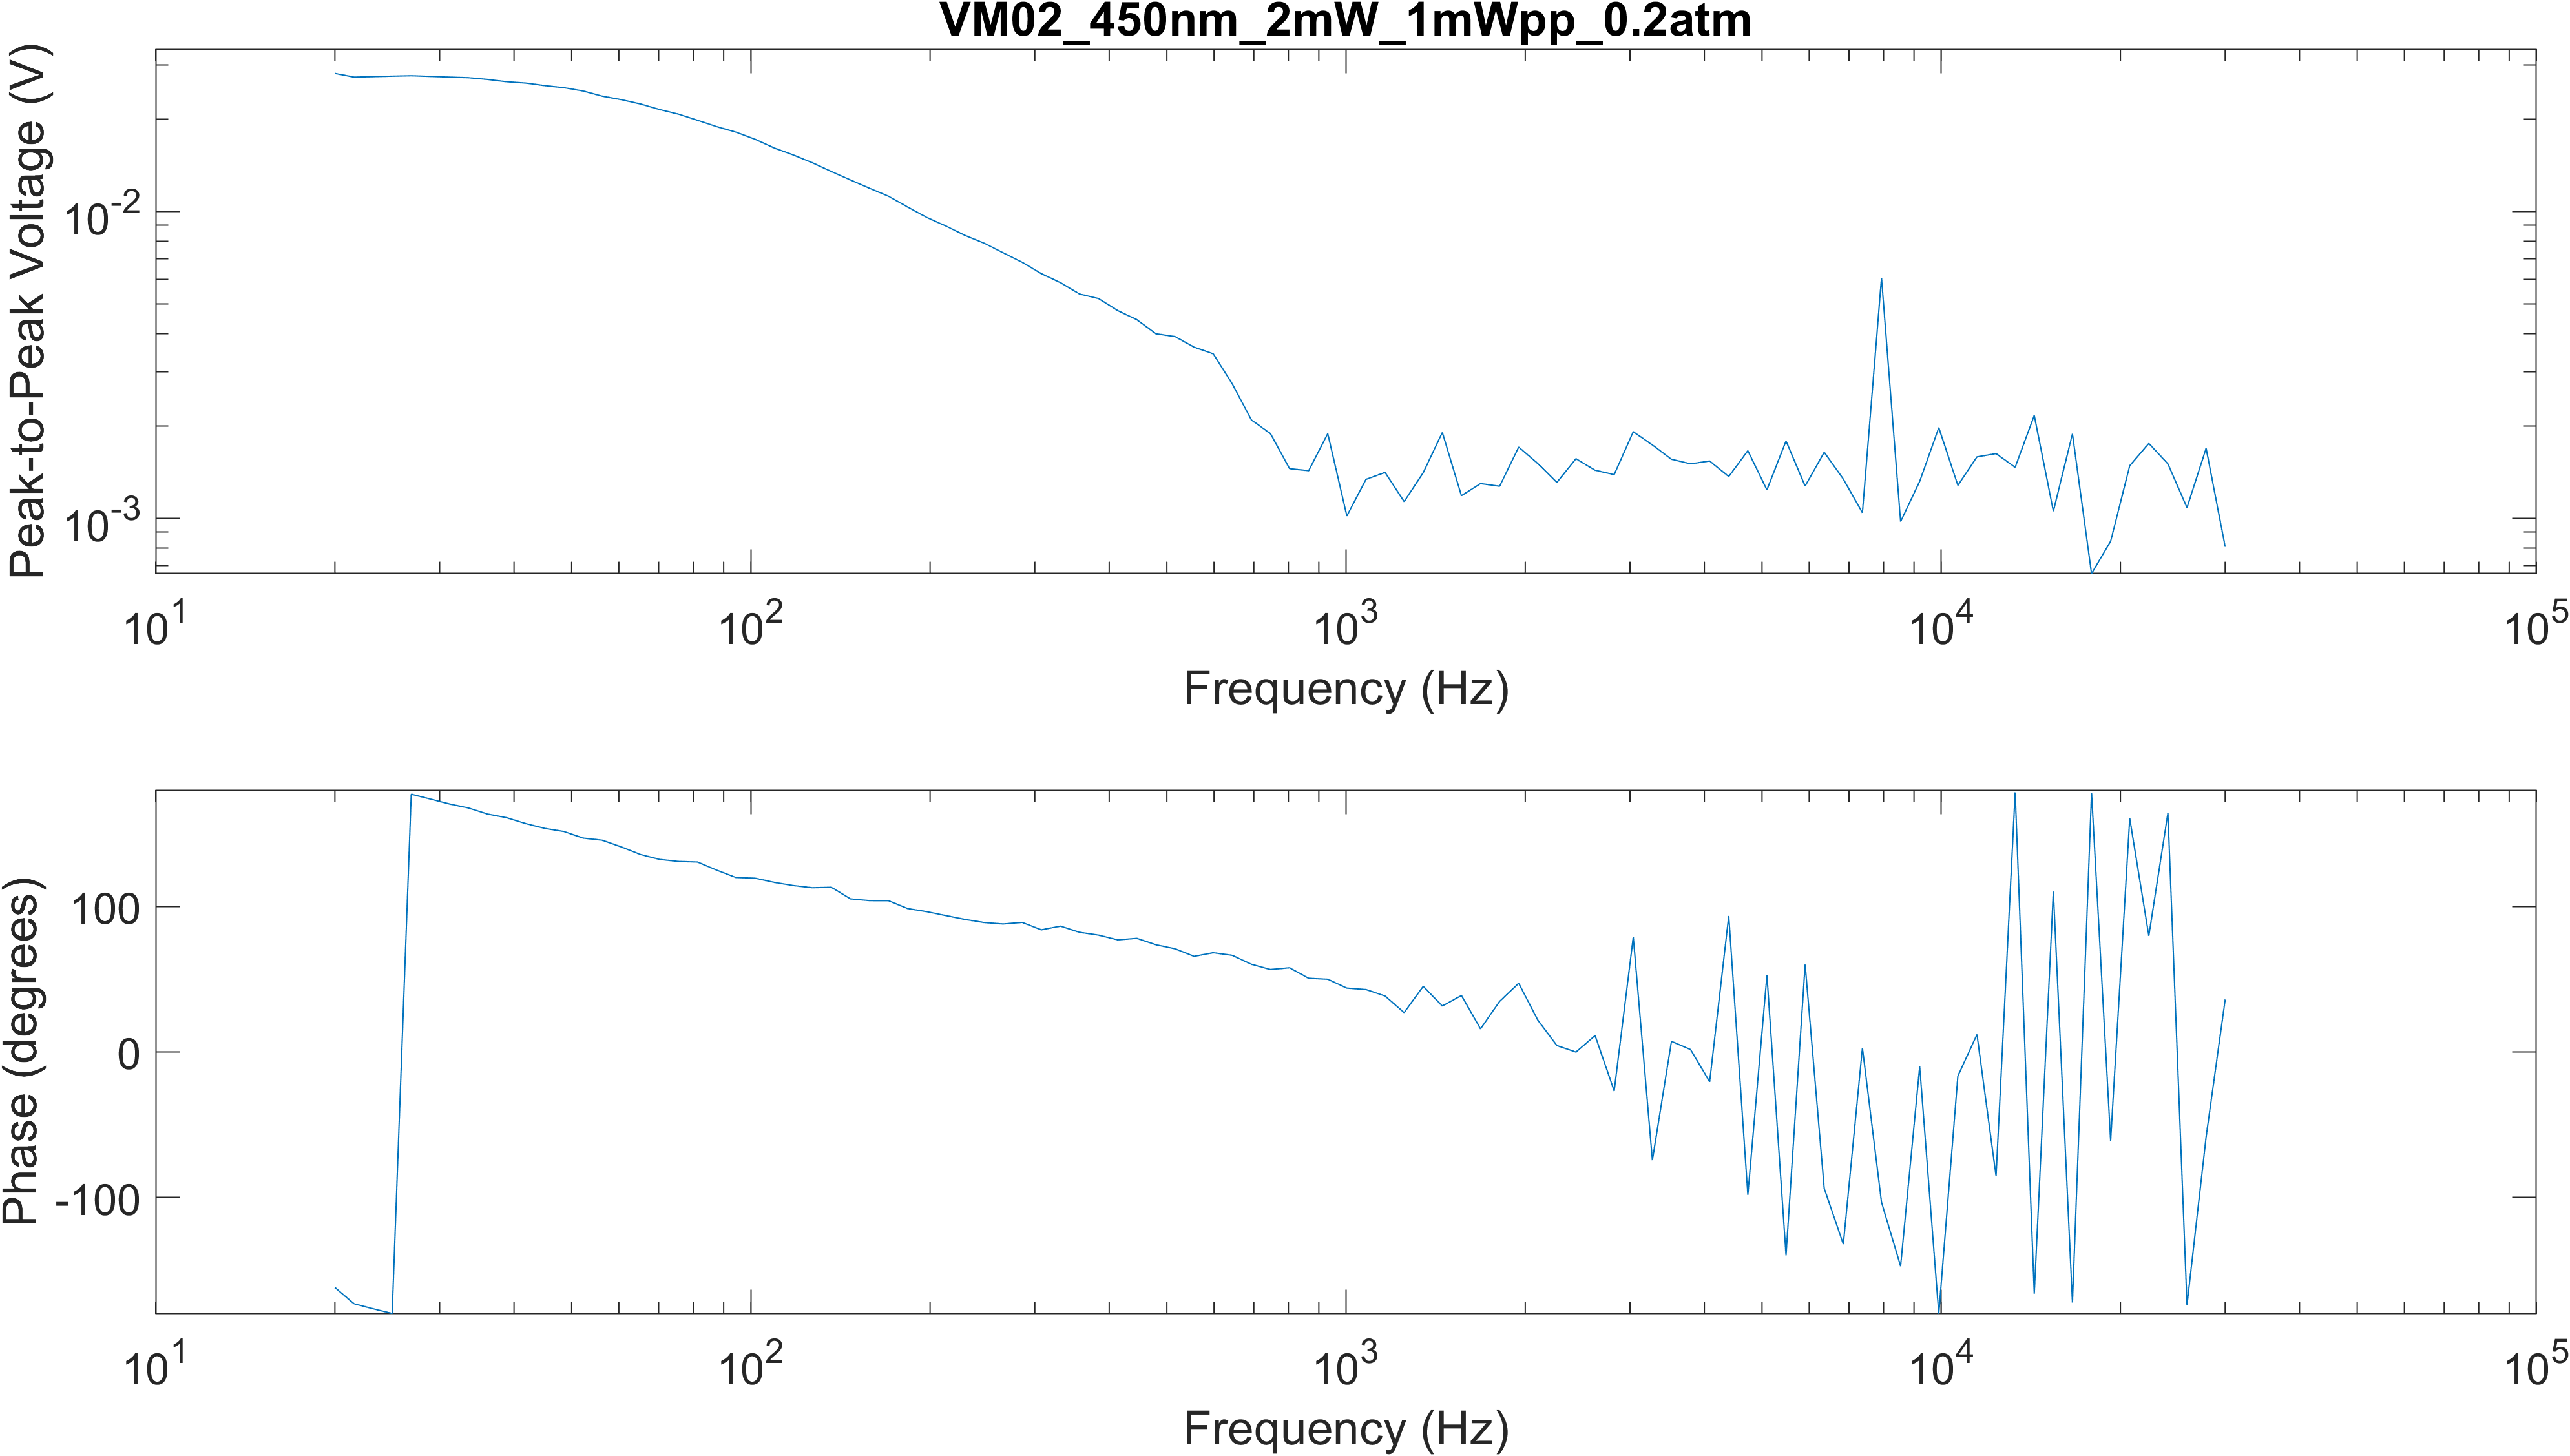 VM02_450nm_2mW_1mWpp_0.2atm
Peak-to-Peak Voltage (V)
10-2
10-3
101 102 103 104 105
Frequency (Hz)
Phase (degrees)
100
0
-100
101 102 103 104 105
Frequency (Hz)